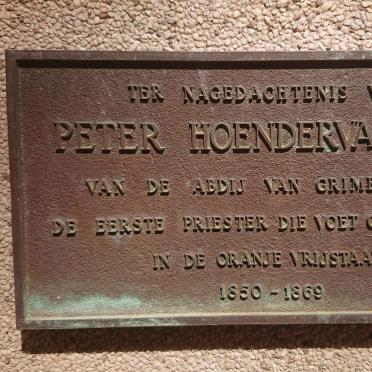 TER NAGEDACHTENIS V
PETER HOENDERVA
VAN DE ABDIJ VAN GRIMB
DE EERSTE PRIESTER DIE VOET
IN DE ORANJE VRIJSTAA
1850 - 1869